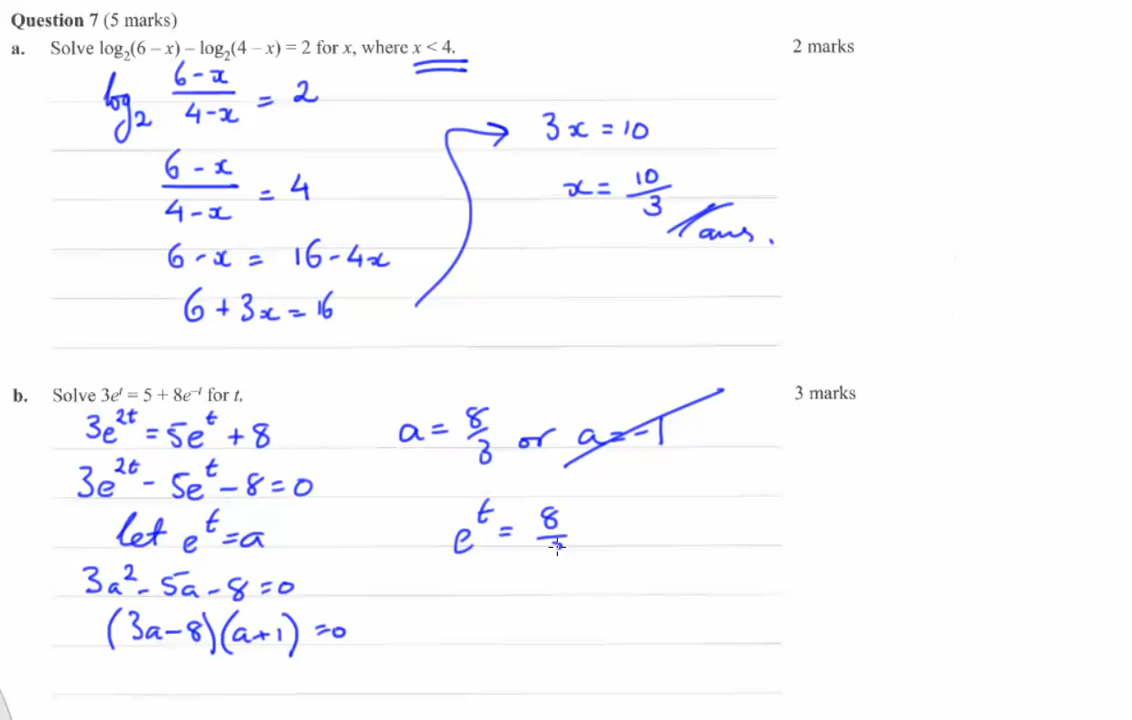 Question 7 (5 marks)
a. Solve log₂(6 – x) – log₂(4 – x) = 2 for x, where x < 4.
2 marks
log₂ (6-x)/(4-x) = 2
(6-x)/(4-x) = 4
6-x = 16-4x
6+3x=16
3x=10
x= 10/3
ans.
b. Solve 3eᵗ = 5 + 8e⁻ᵗ for t.
3 marks
3e²ᵗ = 5eᵗ + 8
3e²ᵗ - 5eᵗ - 8 = 0
let eᵗ = a
3a² - 5a - 8 = 0
(3a-8)(a+1) = 0
a = 8/3 or a=-1
eᵗ = 8/